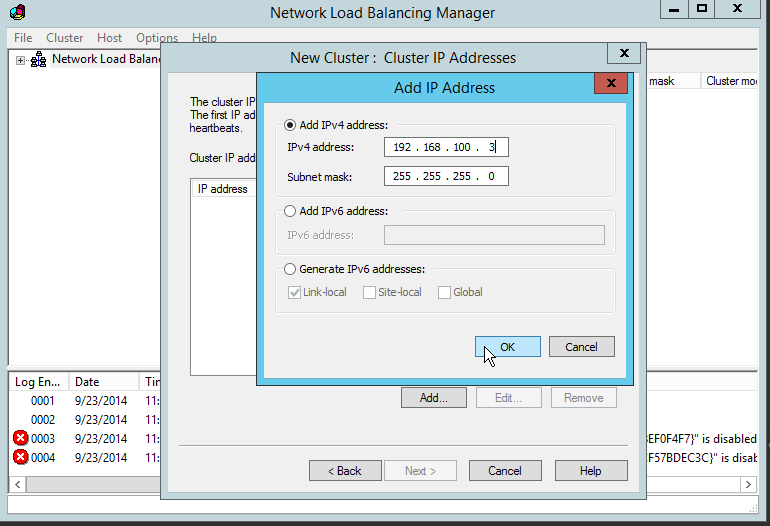 Network Load Balancing Manager
File Cluster Host Options Help
Network Load Balanc
mask Cluster mo
New Cluster : Cluster IP Addresses
The cluster IP
The first IP ad
heartbeats.
Cluster IP add
IP address
Add IP Address
Add IPv4 address:
IPv4 address: 192 . 168 . 100 . 3
Subnet mask: 255 . 255 . 255 . 0
Add IPv6 address:
IPv6 address:
Generate IPv6 addresses:
Link-local Site-local Global
OK Cancel
Add... Edit... Remove
< Back Next > Cancel Help
Log En... Date Tim
0001 9/23/2014 11:
0002 9/23/2014 11:
0003 9/23/2014 11: EF0F4F7}" is disabled
0004 9/23/2014 11: CF57BDEC3C}" is disab